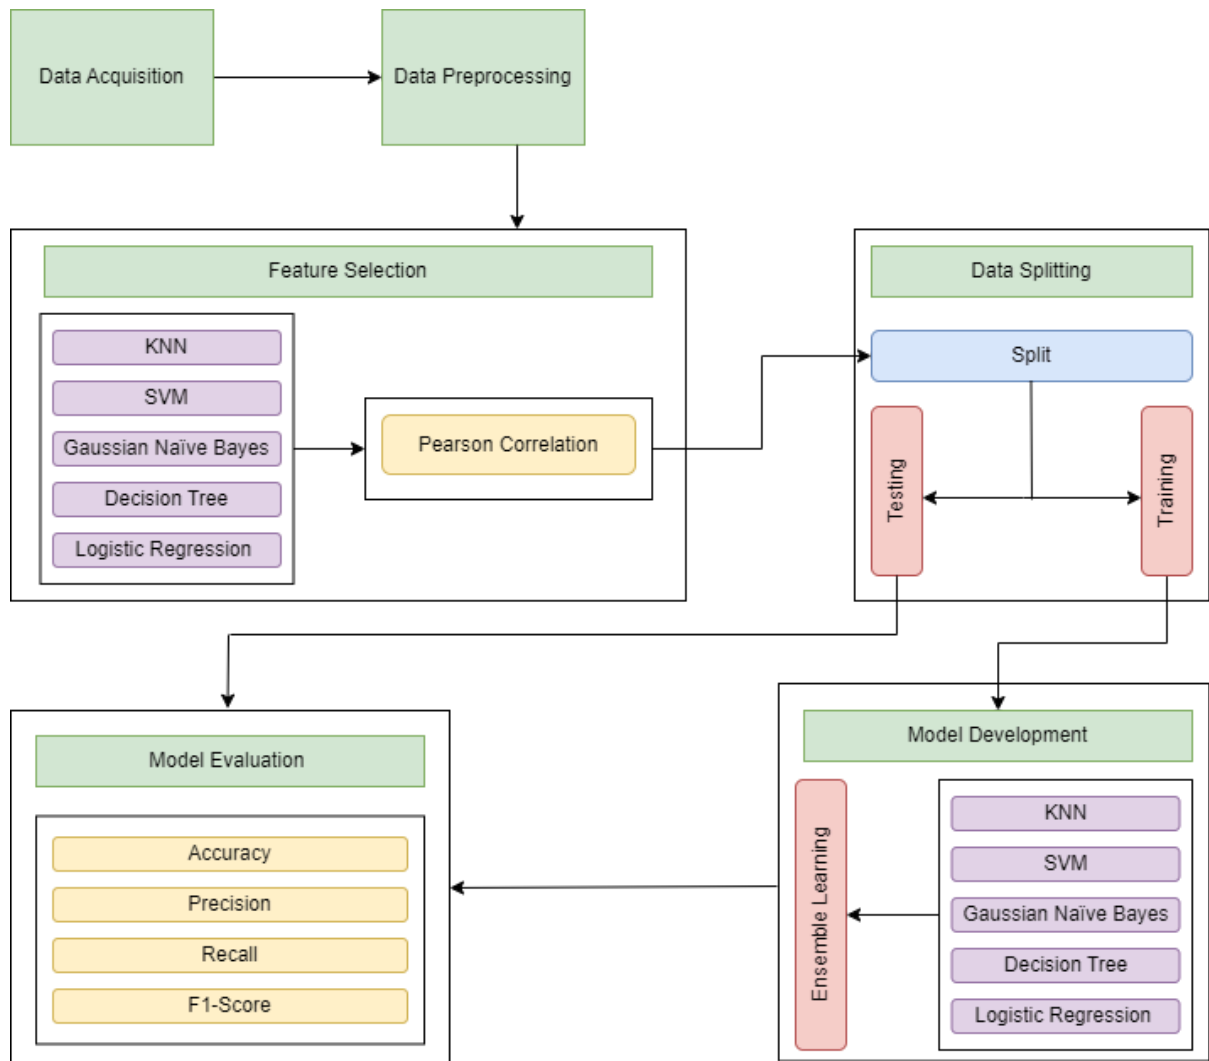 Data Acquisition
Data Preprocessing
Feature Selection
KNN
SVM
Gaussian Naïve Bayes
Decision Tree
Logistic Regression
Pearson Correlation
Data Splitting
Split
Testing
Training
Model Evaluation
Accuracy
Precision
Recall
F1-Score
Model Development
Ensemble Learning
KNN
SVM
Gaussian Naïve Bayes
Decision Tree
Logistic Regression